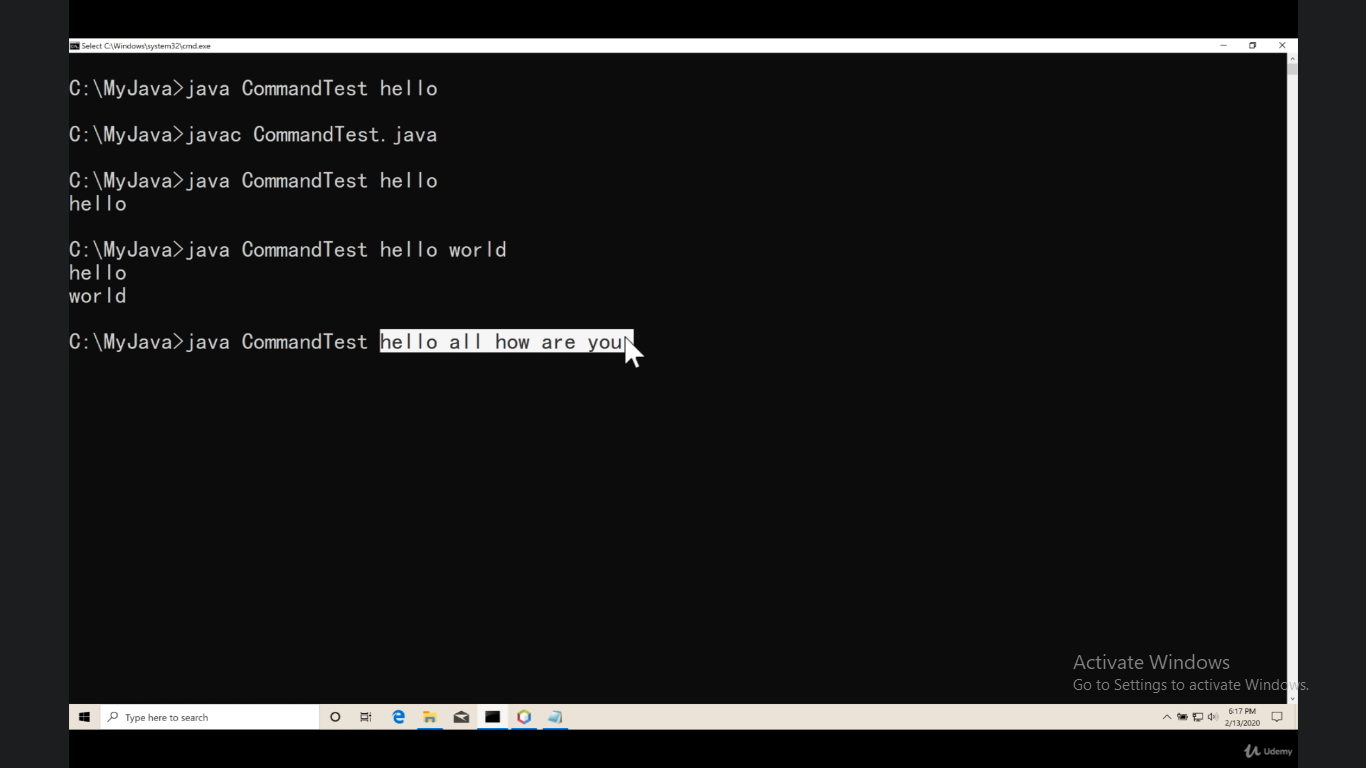 Select C:\Windows\system32\cmd.exe
C:\MyJava>java CommandTest hello
C:\MyJava>javac CommandTest.java
C:\MyJava>java CommandTest hello
hello
C:\MyJava>java CommandTest hello world
hello
world
C:\MyJava>java CommandTest hello all how are you
Activate Windows
Go to Settings to activate Windows.
Type here to search
6:17 PM
2/13/2020
Udemy